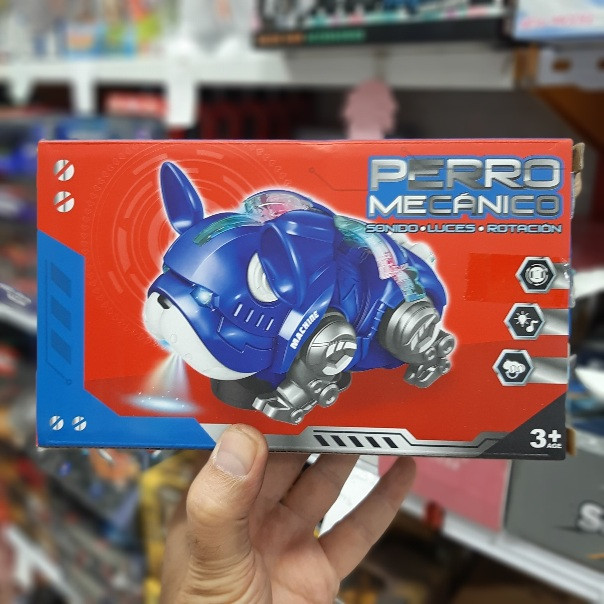 PERRO
MECÁNICO
SONIDO • LUCES • ROTACIÓN
MACHINE
3+
AGE